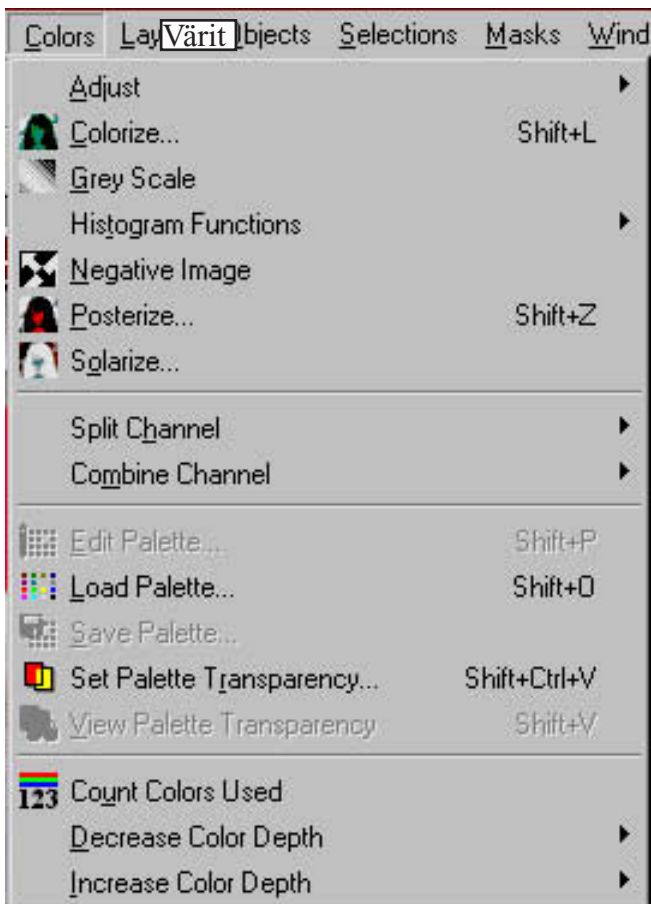 Colors Lay Värit bjects Selections Masks Wind
Adjust
Colorize... Shift+L
Grey Scale
Histogram Functions
Negative Image
Posterize... Shift+Z
Solarize...
Split Channel
Combine Channel
Edit Palette... Shift+P
Load Palette... Shift+O
Save Palette...
Set Palette Transparency... Shift+Ctrl+V
View Palette Transparency Shift+V
123 Count Colors Used
Decrease Color Depth
Increase Color Depth